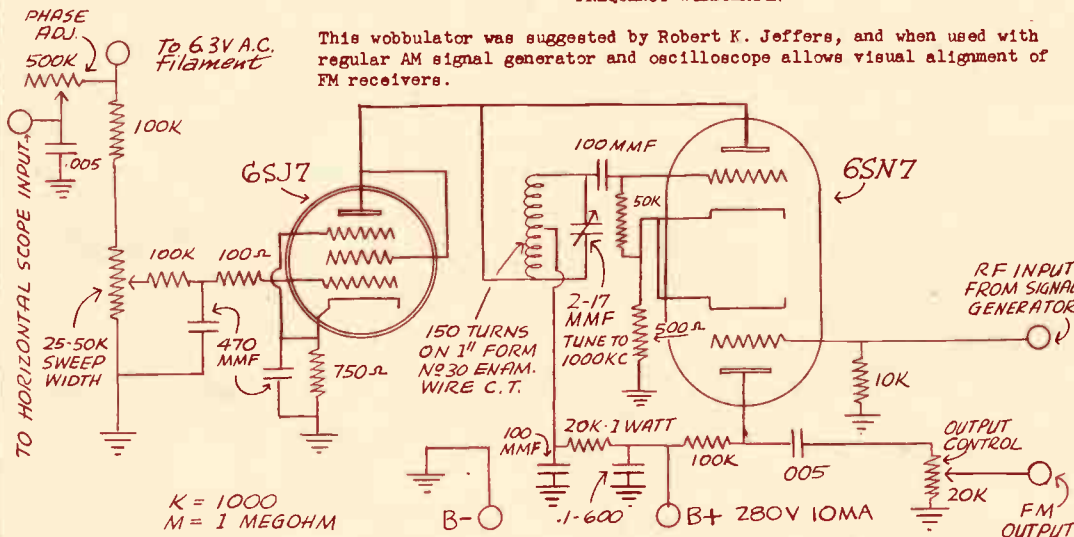 This wobbulator was suggested by Robert K. Jeffers, and when used with
regular AM signal generator and oscilloscope allows visual alignment of
FM receivers.
PHASE
ADJ.
500K
To 6.3V A.C.
Filament
100K
.005
TO HORIZONTAL SCOPE INPUT
6SJ7
100K
100Ω
25-50K
SWEEP
WIDTH
470
MMF
750Ω
150 TURNS
ON 1" FORM
Nº30 ENAM.
WIRE C.T.
100 MMF
50K
2-17
MMF
TUNE TO
1000KC
500Ω
6SN7
RF INPUT
FROM SIGNAL
GENERATOR
10K
100
MMF
20K·1 WATT
100K
005
OUTPUT
CONTROL
20K
FM
OUTPUT
.1-600
K = 1000
M = 1 MEGOHM
B-
B+ 280V 10MA